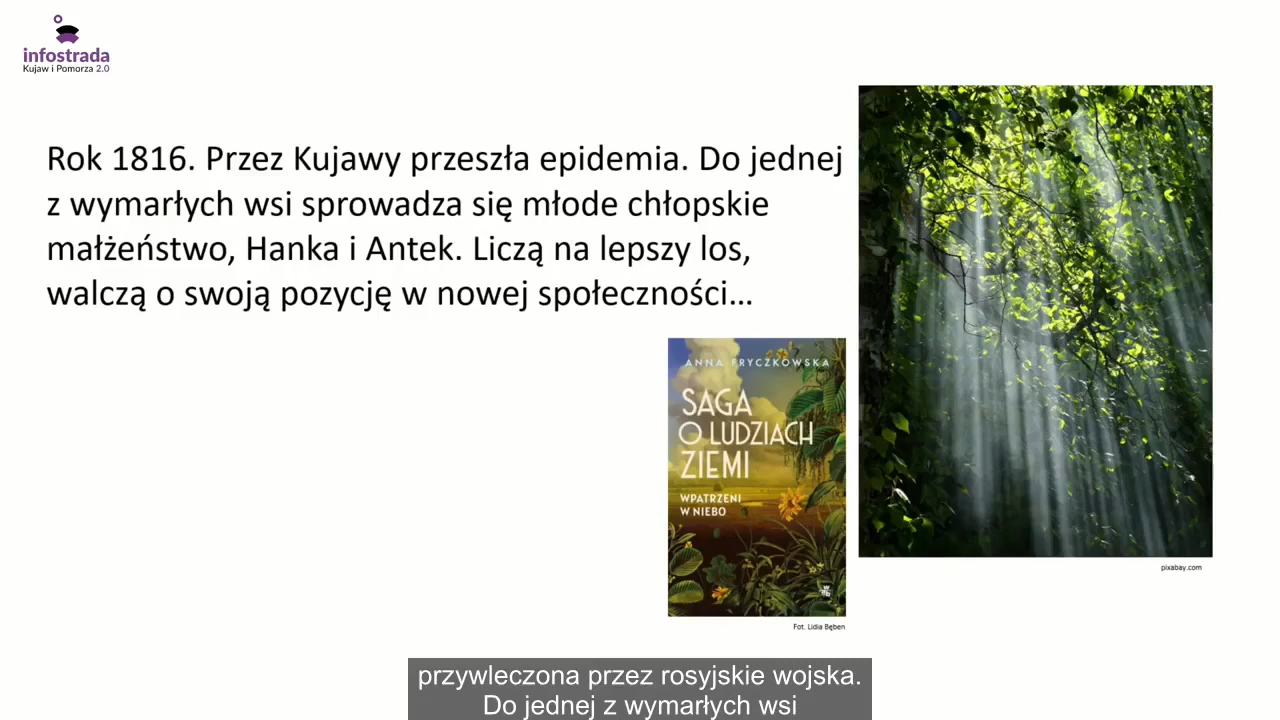 infostrada
Kujaw i Pomorza 2.0
Rok 1816. Przez Kujawy przeszła epidemia. Do jednej
z wymarłych wsi sprowadza się młode chłopskie
małżeństwo, Hanka i Antek. Liczą na lepszy los,
walczą o swoją pozycję w nowej społeczności...
ANNA FRYCZKOWSKA
SAGA
O LUDZIACH
ZIEMI
WPATRZENI
W NIEBO
pixabay.com
Fot. Lidia Bęben
przywleczona przez rosyjskie wojska.
Do jednej z wymarłych wsi